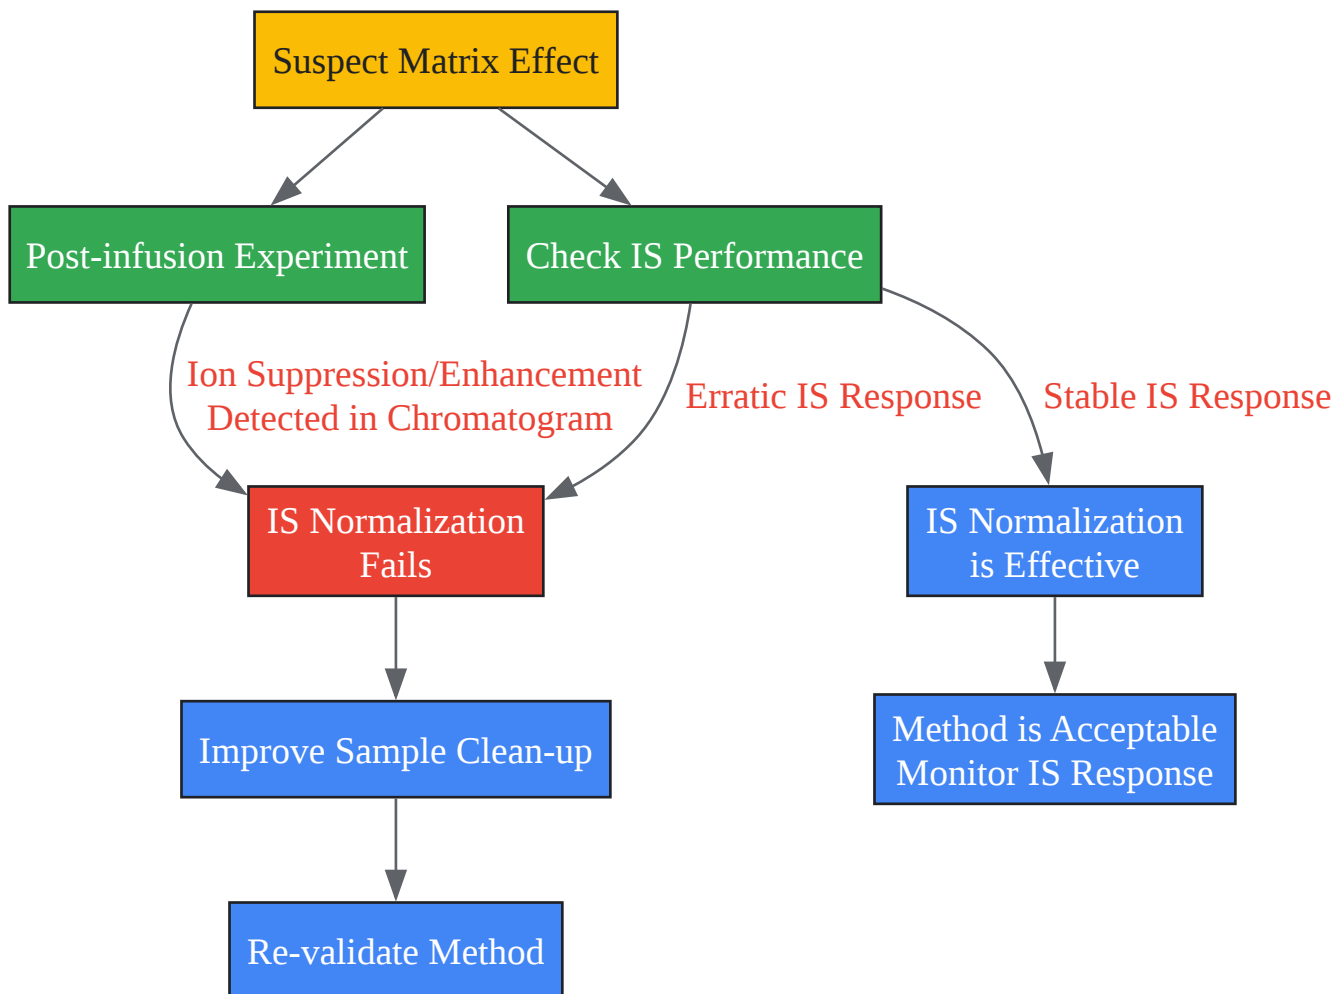 Suspect Matrix Effect
Post-infusion Experiment
Check IS Performance
Ion Suppression/Enhancement
Detected in Chromatogram
Erratic IS Response
Stable IS Response
IS Normalization
Fails
IS Normalization
is Effective
Improve Sample Clean-up
Method is Acceptable
Monitor IS Response
Re-validate Method